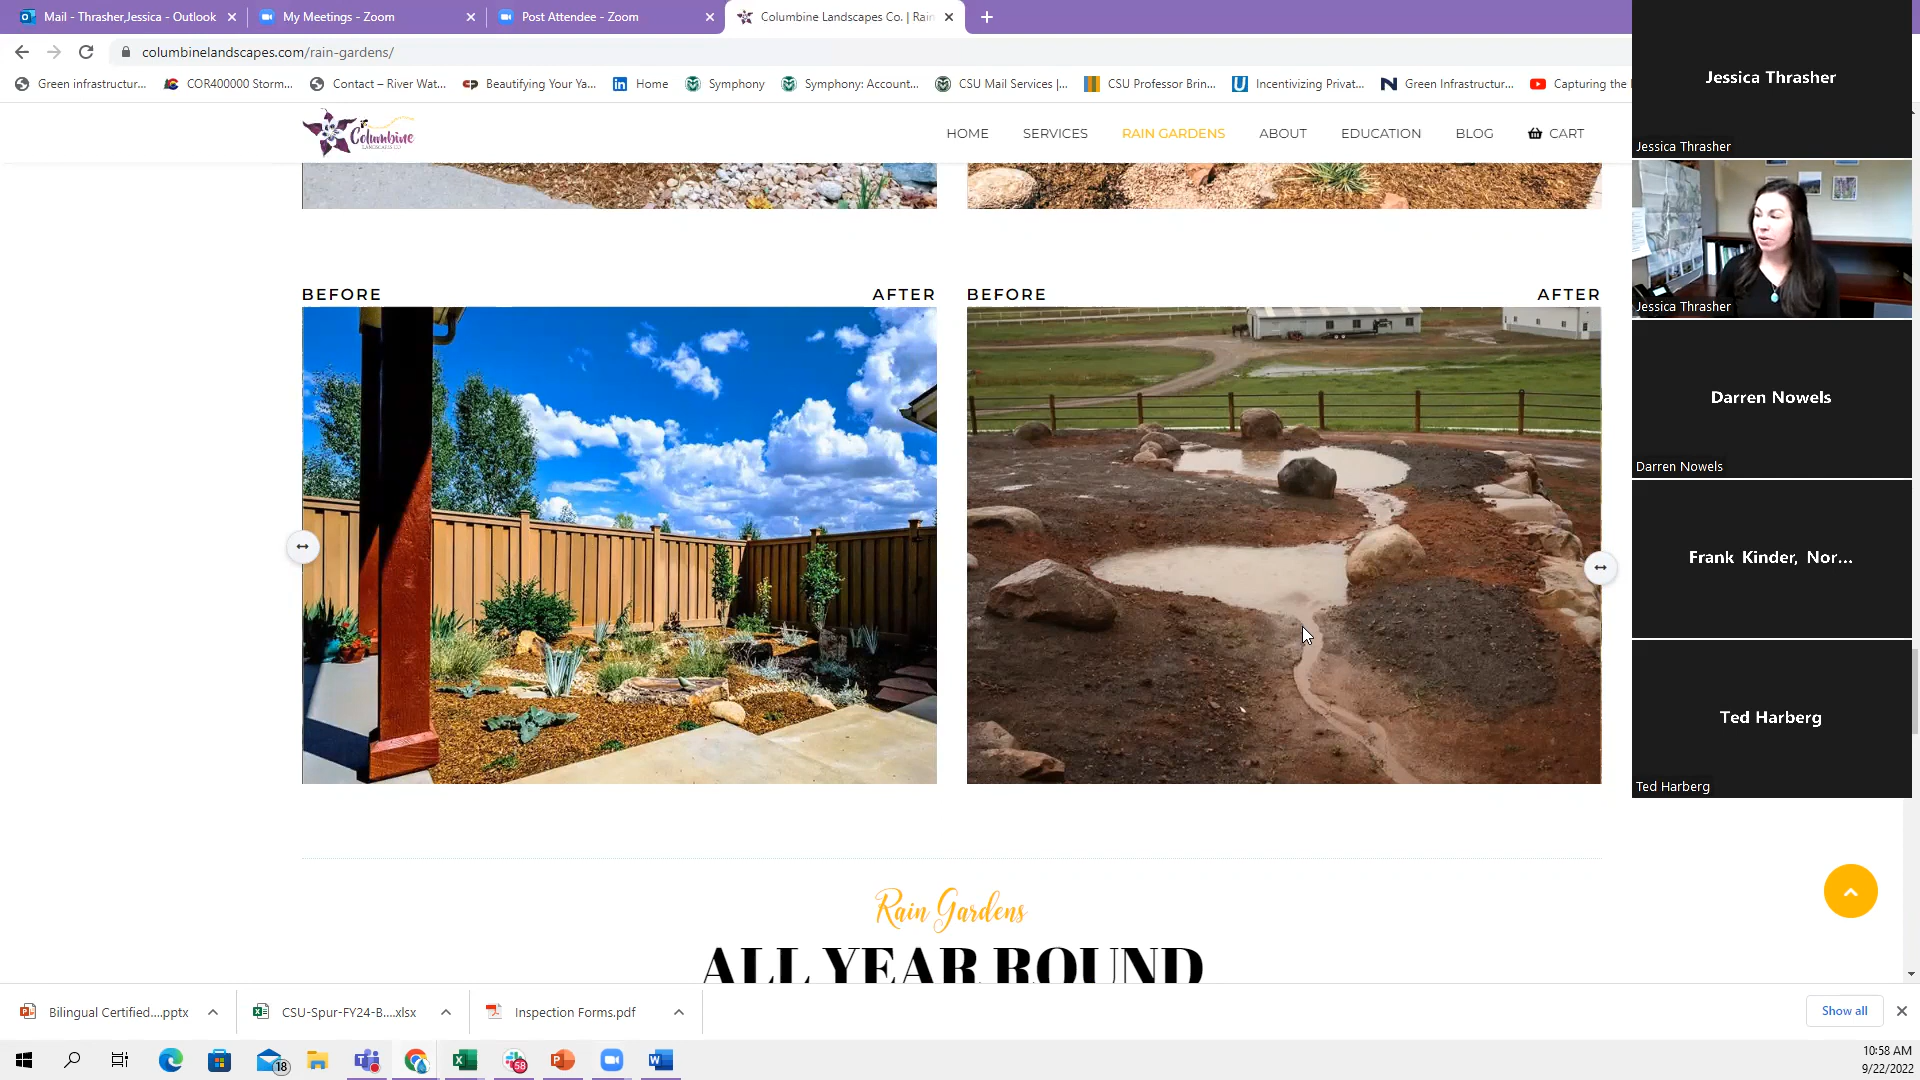 Mail - Thrasher,Jessica - Outlook
My Meetings - Zoom
Post Attendee - Zoom
Columbine Landscapes Co. | Rain
columbinelandscapes.com/rain-gardens/
Green infrastructur...
COR400000 Storm...
Contact – River Wat...
Beautifying Your Ya...
Home
Symphony
Symphony: Account...
CSU Mail Services |...
CSU Professor Brin...
Incentivizing Privat...
Green Infrastructur...
Capturing the
Columbine
LANDSCAPES CO
HOME
SERVICES
RAIN GARDENS
ABOUT
EDUCATION
BLOG
CART
BEFORE
AFTER
BEFORE
AFTER
Rain Gardens
ALL YEAR ROUND
Jessica Thrasher
Jessica Thrasher
Jessica Thrasher
Darren Nowels
Darren Nowels
Frank Kinder, Nor...
Ted Harberg
Ted Harberg
Bilingual Certified....pptx
CSU-Spur-FY24-B....xlsx
Inspection Forms.pdf
Show all
18
58
10:58 AM
9/22/2022